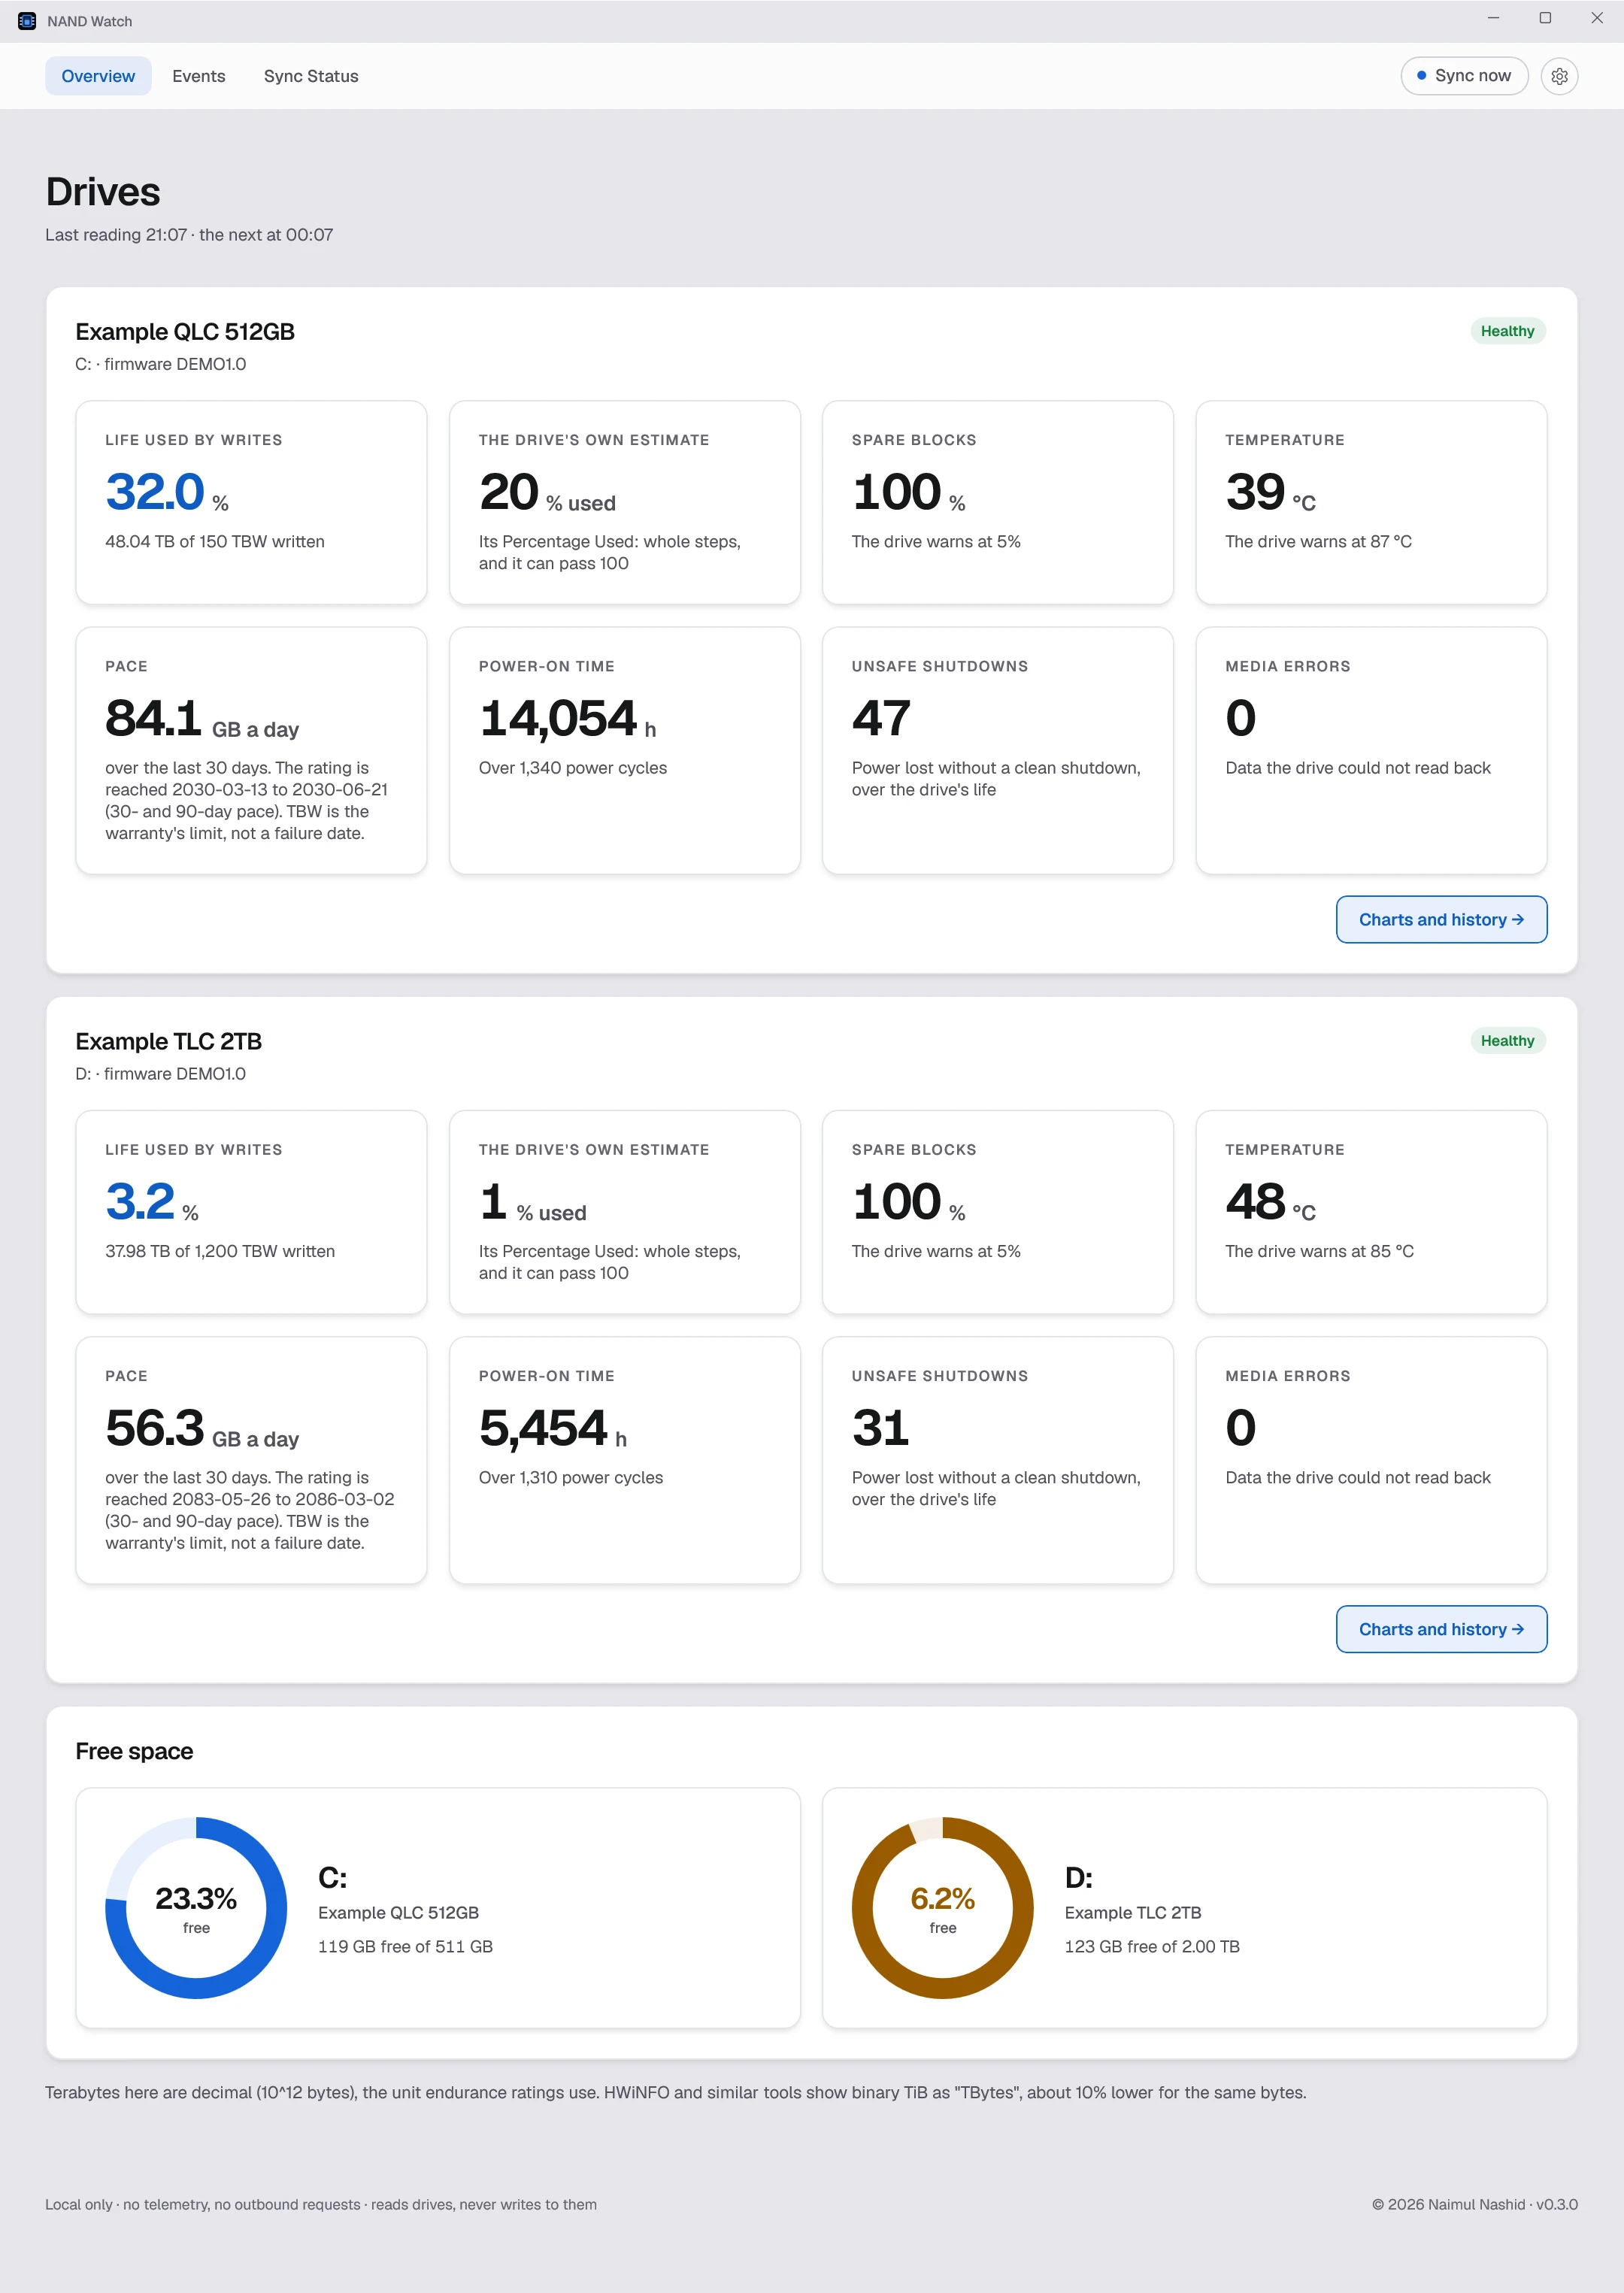 NAND Watch
Overview
Events
Sync Status
Sync now
Drives
Last reading 21:07 · the next at 00:07
Example QLC 512GB
Healthy
C: · firmware DEMO1.0
LIFE USED BY WRITES
32.0 %
48.04 TB of 150 TBW written
THE DRIVE'S OWN ESTIMATE
20 % used
Its Percentage Used: whole steps,
and it can pass 100
SPARE BLOCKS
100 %
The drive warns at 5%
TEMPERATURE
39 °C
The drive warns at 87 °C
PACE
84.1 GB a day
over the last 30 days. The rating is
reached 2030-03-13 to 2030-06-21
(30- and 90-day pace). TBW is the
warranty's limit, not a failure date.
POWER-ON TIME
14,054 h
Over 1,340 power cycles
UNSAFE SHUTDOWNS
47
Power lost without a clean shutdown,
over the drive's life
MEDIA ERRORS
0
Data the drive could not read back
Charts and history →
Example TLC 2TB
Healthy
D: · firmware DEMO1.0
LIFE USED BY WRITES
3.2 %
37.98 TB of 1,200 TBW written
THE DRIVE'S OWN ESTIMATE
1 % used
Its Percentage Used: whole steps,
and it can pass 100
SPARE BLOCKS
100 %
The drive warns at 5%
TEMPERATURE
48 °C
The drive warns at 85 °C
PACE
56.3 GB a day
over the last 30 days. The rating is
reached 2083-05-26 to 2086-03-02
(30- and 90-day pace). TBW is the
warranty's limit, not a failure date.
POWER-ON TIME
5,454 h
Over 1,310 power cycles
UNSAFE SHUTDOWNS
31
Power lost without a clean shutdown,
over the drive's life
MEDIA ERRORS
0
Data the drive could not read back
Charts and history →
Free space
23.3%
free
C:
Example QLC 512GB
119 GB free of 511 GB
6.2%
free
D:
Example TLC 2TB
123 GB free of 2.00 TB
Terabytes here are decimal (10^12 bytes), the unit endurance ratings use. HWiNFO and similar tools show binary TiB as "TBytes", about 10% lower for the same bytes.
Local only · no telemetry, no outbound requests · reads drives, never writes to them
© 2026 Naimul Nashid · v0.3.0